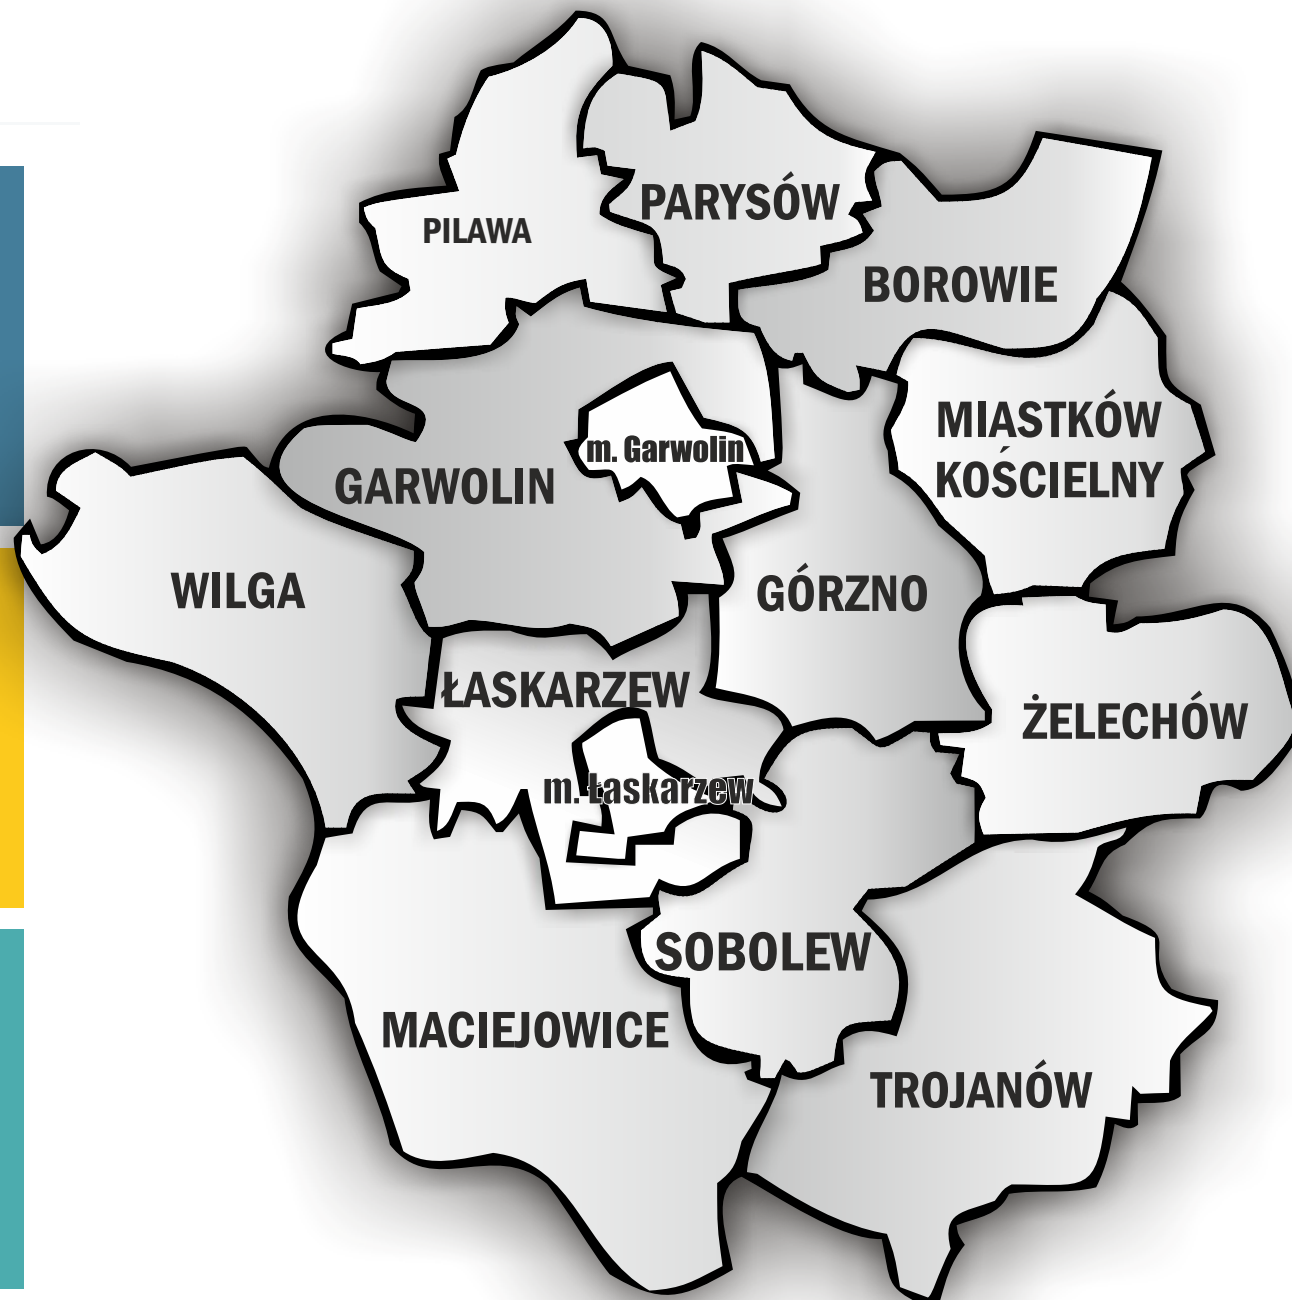 PARYSÓW
PILAWA
BOROWIE
MIASTKÓW
KOŚCIELNY
m. Garwolin
GARWOLIN
WILGA
GÓRZNO
ŁASKARZEW
ŻELECHÓW
m. Łaskarzew
SOBOLEW
MACIEJOWICE
TROJANÓW